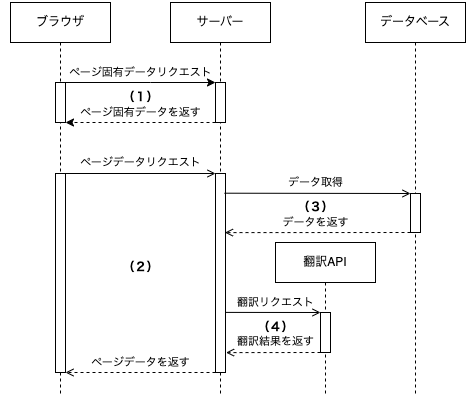 ブラウザ
サーバー
データベース
ページ固有データリクエスト
(1)
ページ固有データを返す
ページデータリクエスト
データ取得
(3)
データを返す
(2)
翻訳API
翻訳リクエスト
(4)
翻訳結果を返す
ページデータを返す